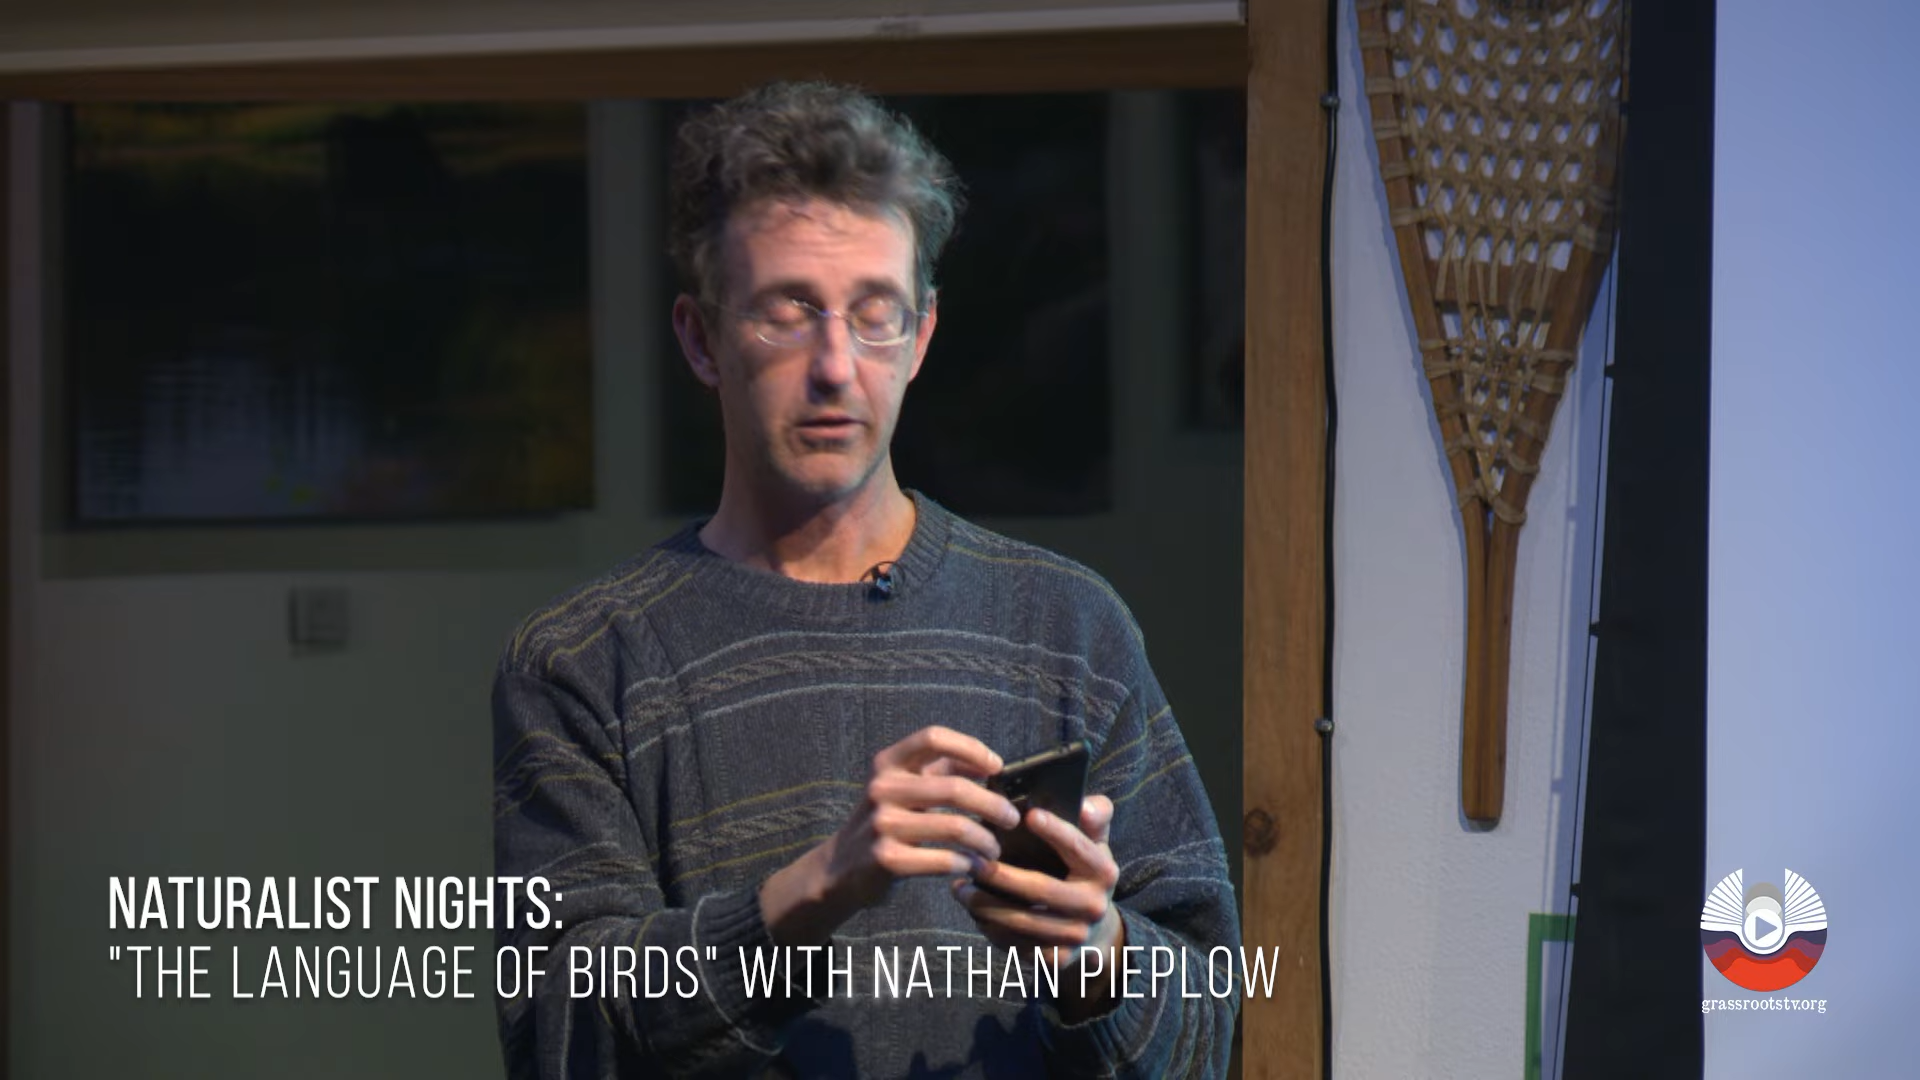 NATURALIST NIGHTS:
"THE LANGUAGE OF BIRDS" WITH NATHAN PIEPLOW
grassrootstv.org